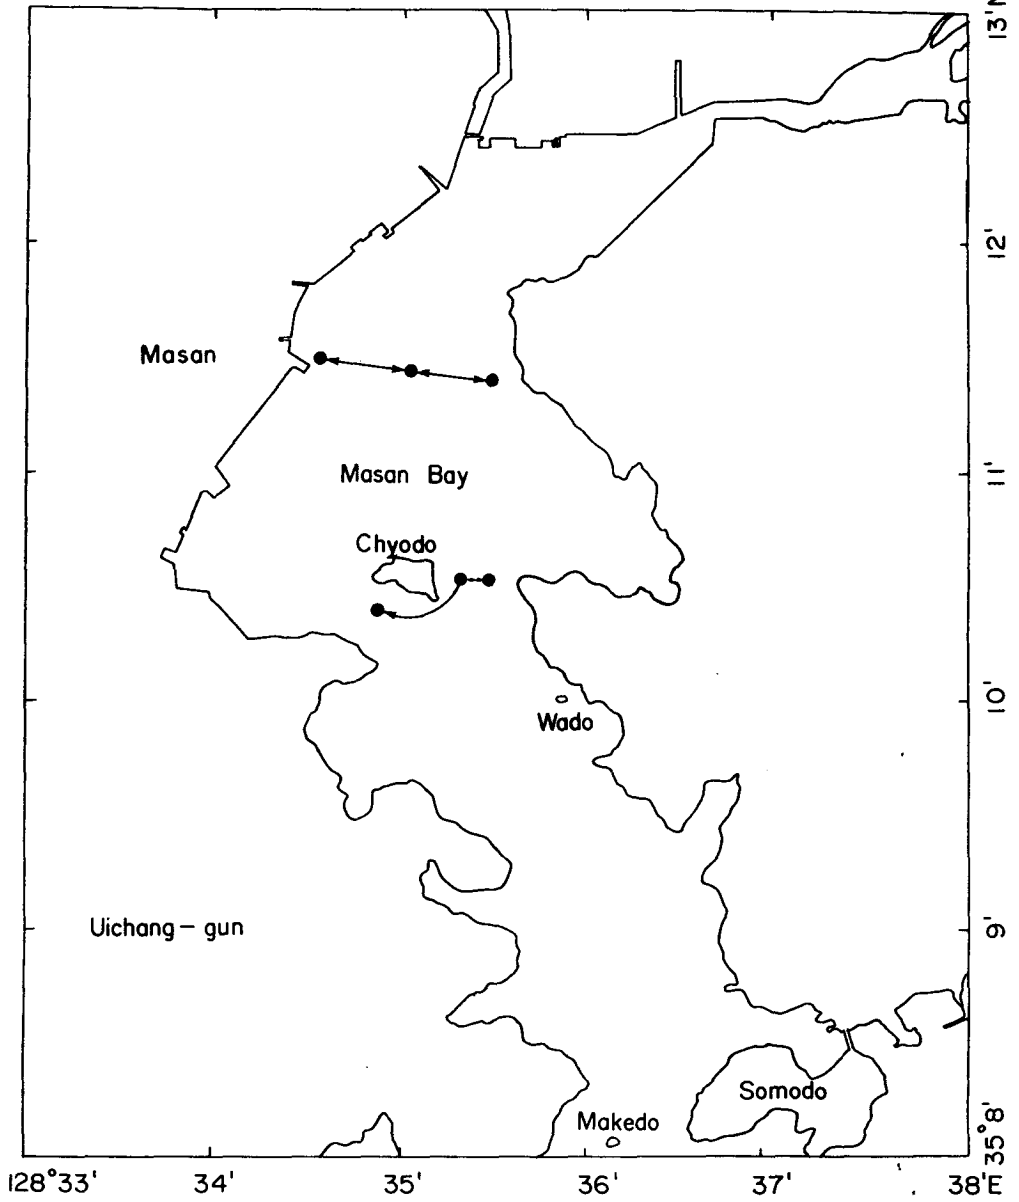 13'N
12'
Masan
11'
Masan Bay
Chyodo
10'
Wado
9'
Uichang-gun
Somodo
Makedo
35°8'
128°33' 34' 35' 36' 37' 38'E